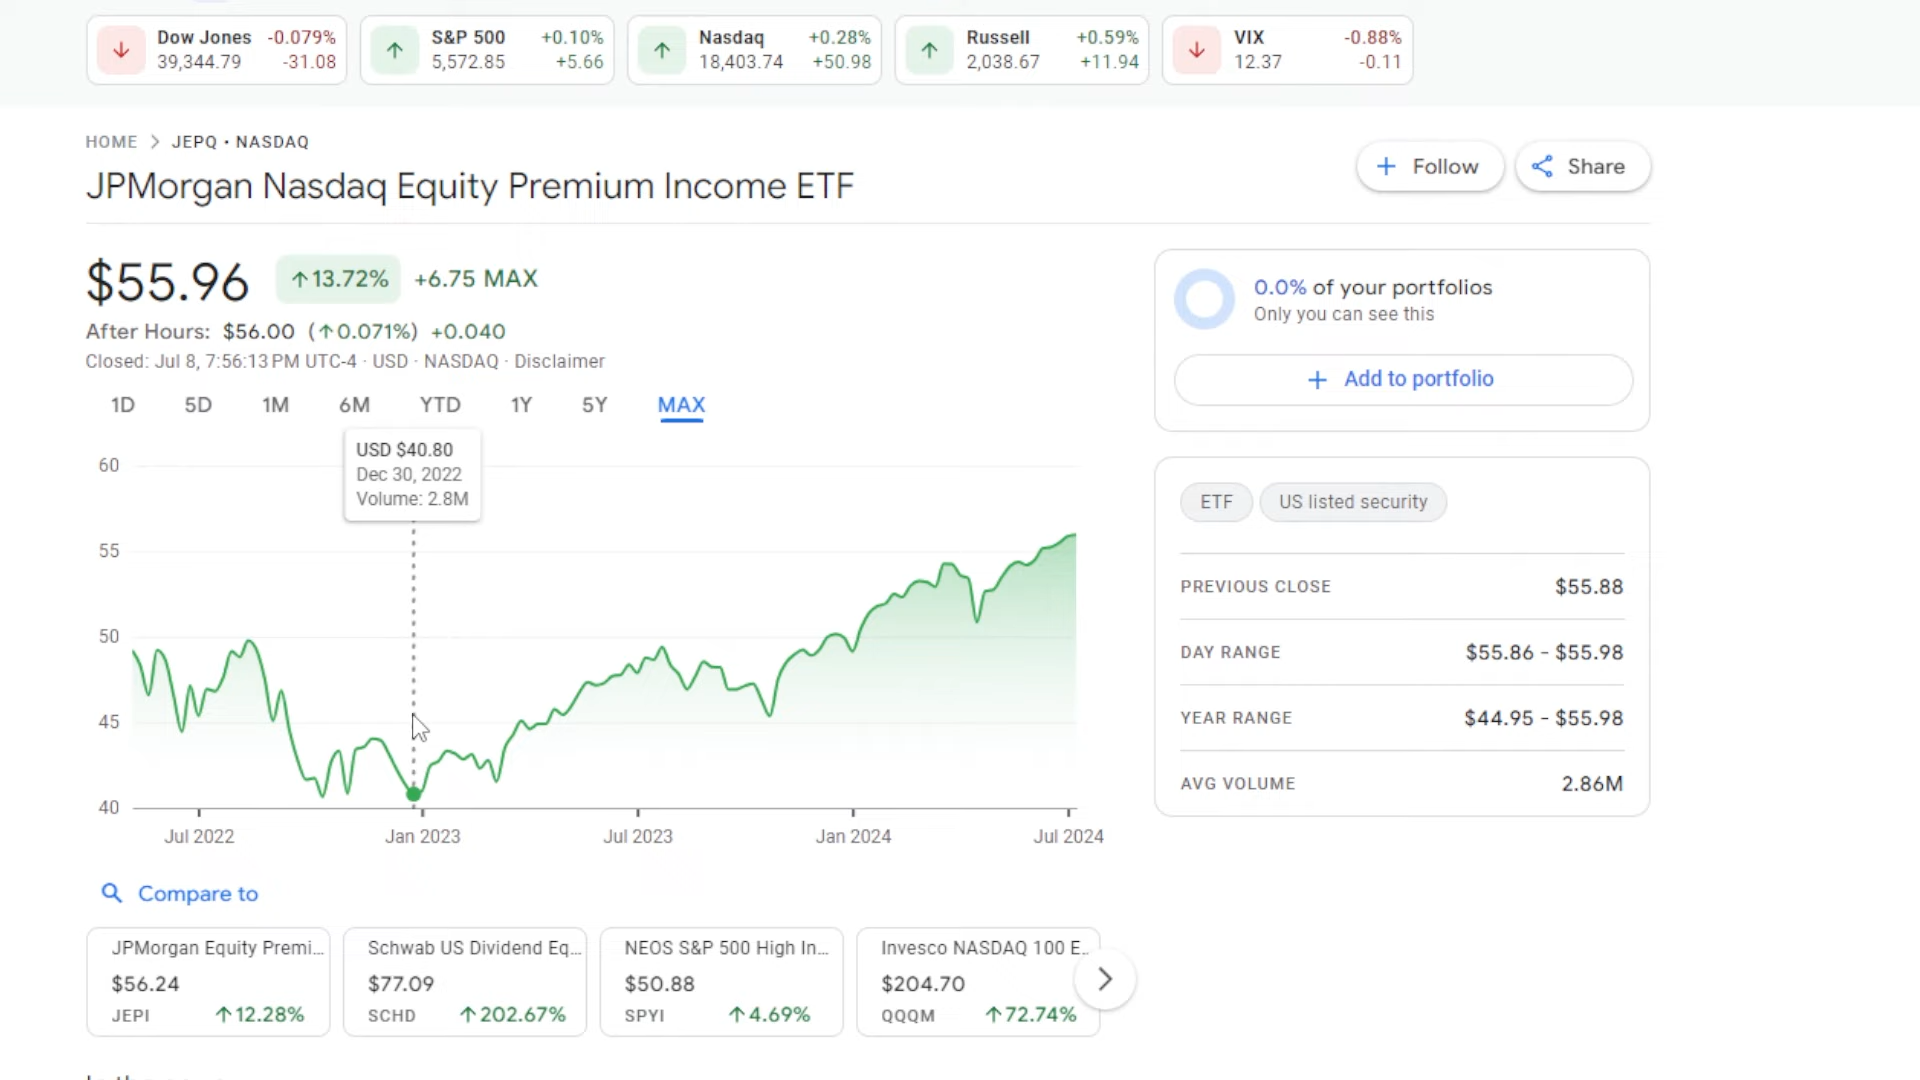 Dow Jones -0.079%
39,344.79 -31.08
S&P 500 +0.10%
5,572.85 +5.66
Nasdaq +0.28%
18,403.74 +50.98
Russell +0.59%
2,038.67 +11.94
VIX -0.88%
12.37 -0.11
HOME > JEPQ • NASDAQ
JPMorgan Nasdaq Equity Premium Income ETF
+ Follow
Share
$55.96 ↑13.72% +6.75 MAX
After Hours: $56.00 (↑0.071%) +0.040
Closed: Jul 8, 7:56:13 PM UTC-4 · USD · NASDAQ · Disclaimer
1D 5D 1M 6M YTD 1Y 5Y MAX
USD $40.80
Dec 30, 2022
Volume: 2.8M
60
55
50
45
40
Jul 2022 Jan 2023 Jul 2023 Jan 2024 Jul 2024
0.0% of your portfolios
Only you can see this
+ Add to portfolio
ETF US listed security
PREVIOUS CLOSE $55.88
DAY RANGE $55.86 - $55.98
YEAR RANGE $44.95 - $55.98
AVG VOLUME 2.86M
Compare to
JPMorgan Equity Premi...
$56.24
JEPI ↑12.28%
Schwab US Dividend Eq...
$77.09
SCHD ↑202.67%
NEOS S&P 500 High In...
$50.88
SPYI ↑4.69%
Invesco NASDAQ 100 E..
$204.70
QQQM ↑72.74%